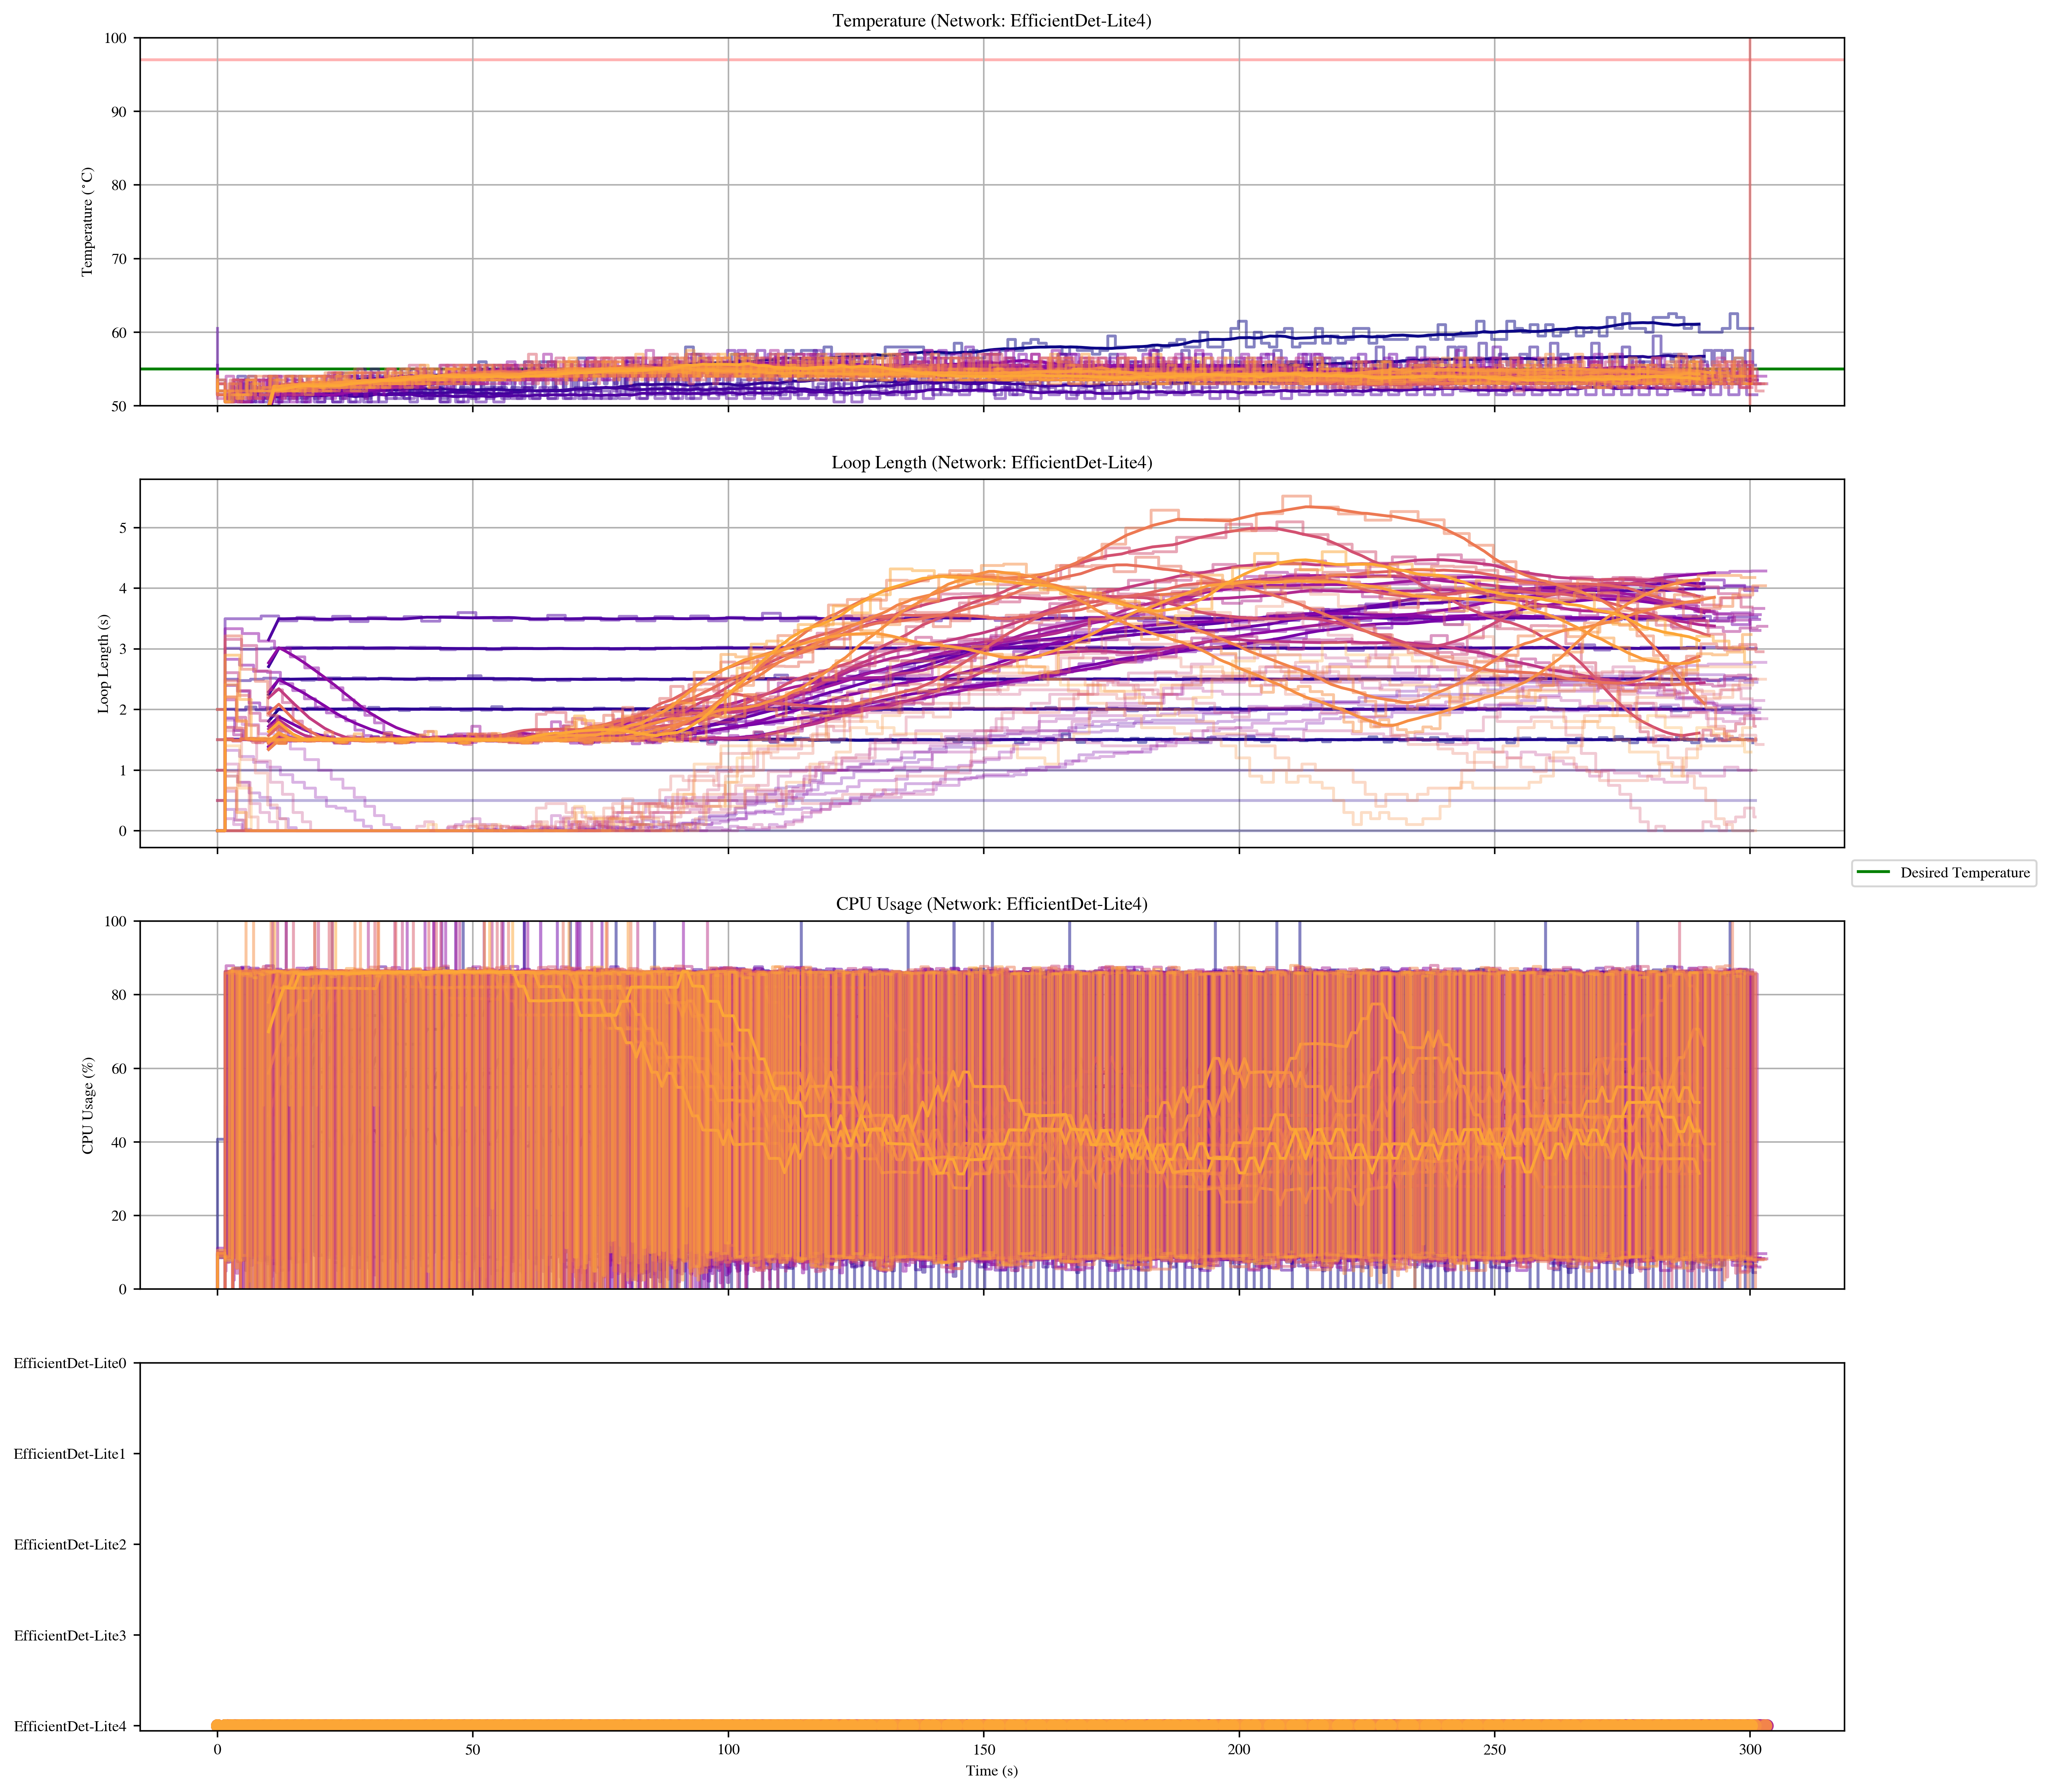 Temperature (Network: EfficientDet-Lite4)
100
90
80
70
60
50
Temperature (°C)
Loop Length (Network: EfficientDet-Lite4)
5
4
3
2
1
0
Loop Length (s)
Desired Temperature
CPU Usage (Network: EfficientDet-Lite4)
100
80
60
40
20
0
CPU Usage (%)
EfficientDet-Lite0
EfficientDet-Lite1
EfficientDet-Lite2
EfficientDet-Lite3
EfficientDet-Lite4
0 50 100 150 200 250 300
Time (s)